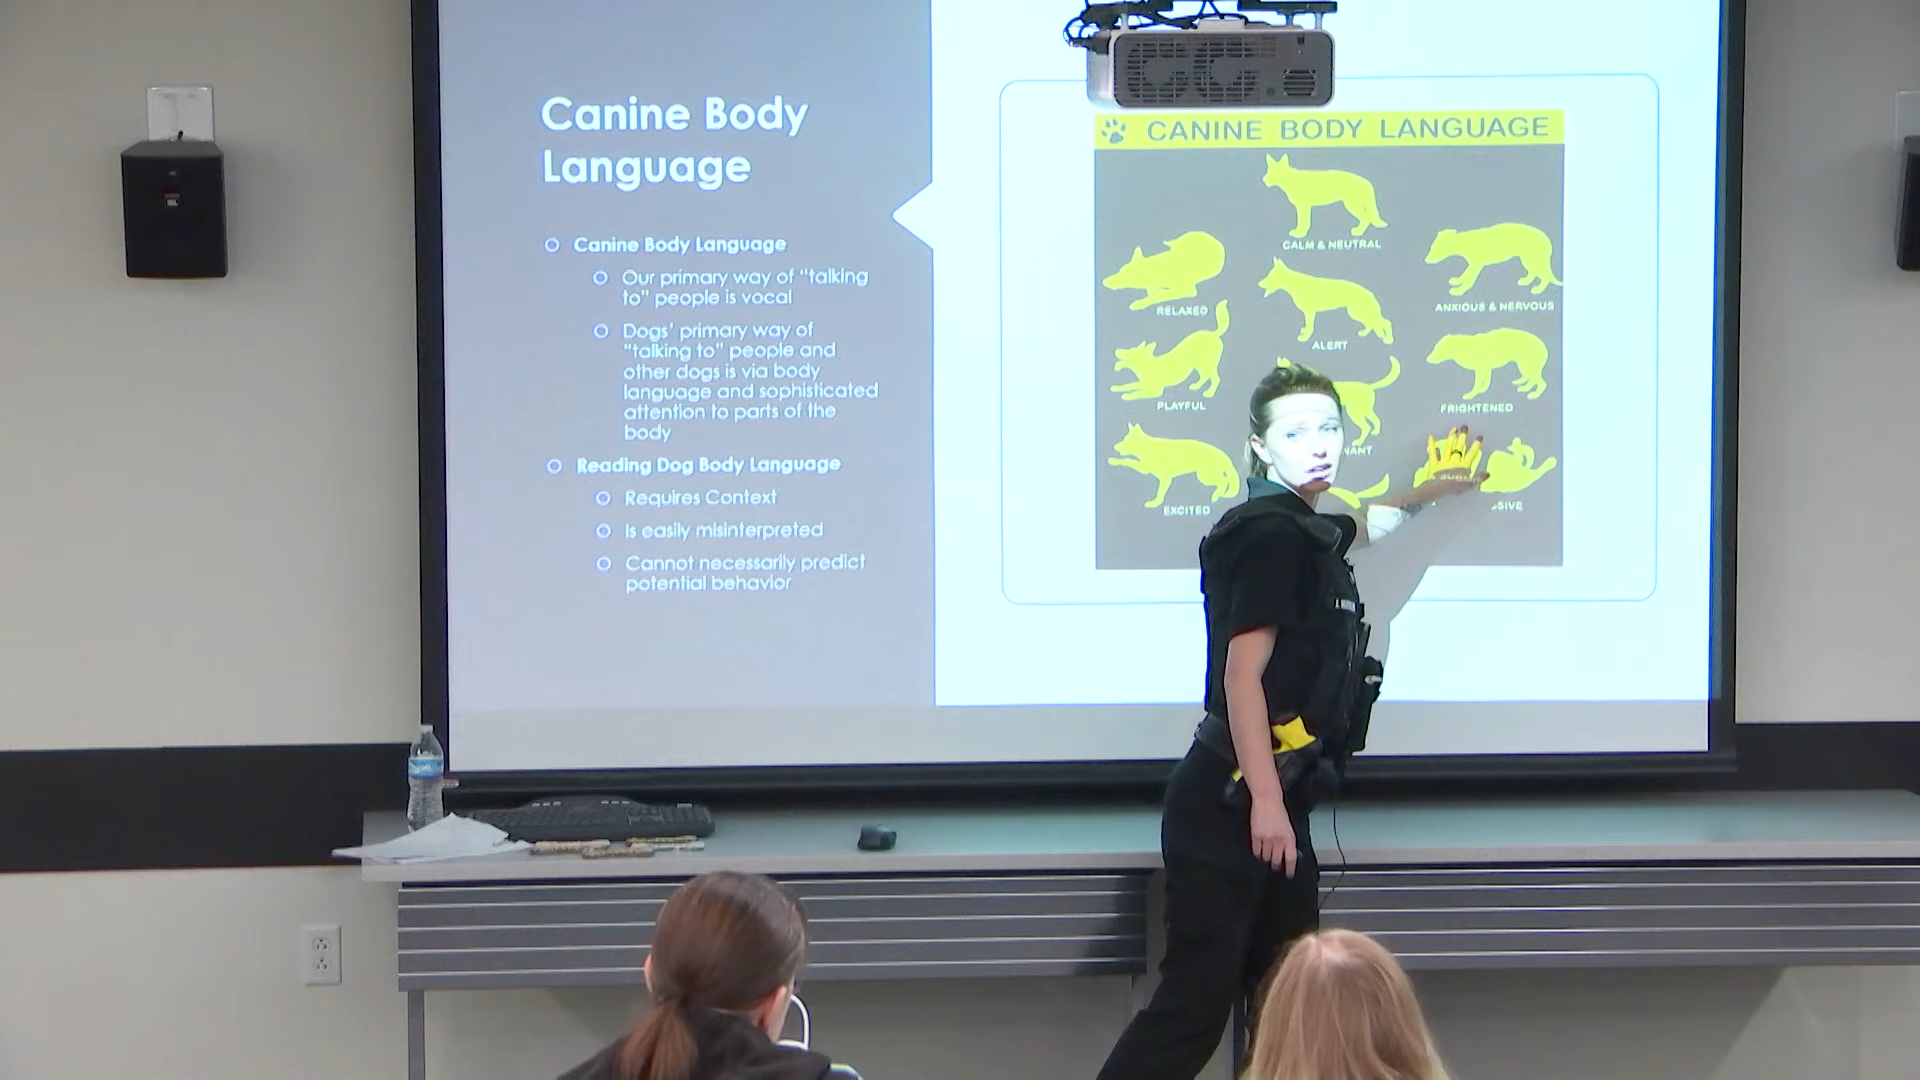 Canine Body
Language
Canine Body Language
Our primary way of "talking
to" people is vocal
Dogs' primary way of
"talking to" people and
other dogs is via body
language and sophisticated
attention to parts of the
body
Reading Dog Body Language
Requires Context
Is easily misinterpreted
Cannot necessarily predict
potential behavior
CANINE BODY LANGUAGE
CALM & NEUTRAL
RELAXED
ANXIOUS & NERVOUS
ALERT
PLAYFUL
FRIGHTENED
EXCITED
JBL